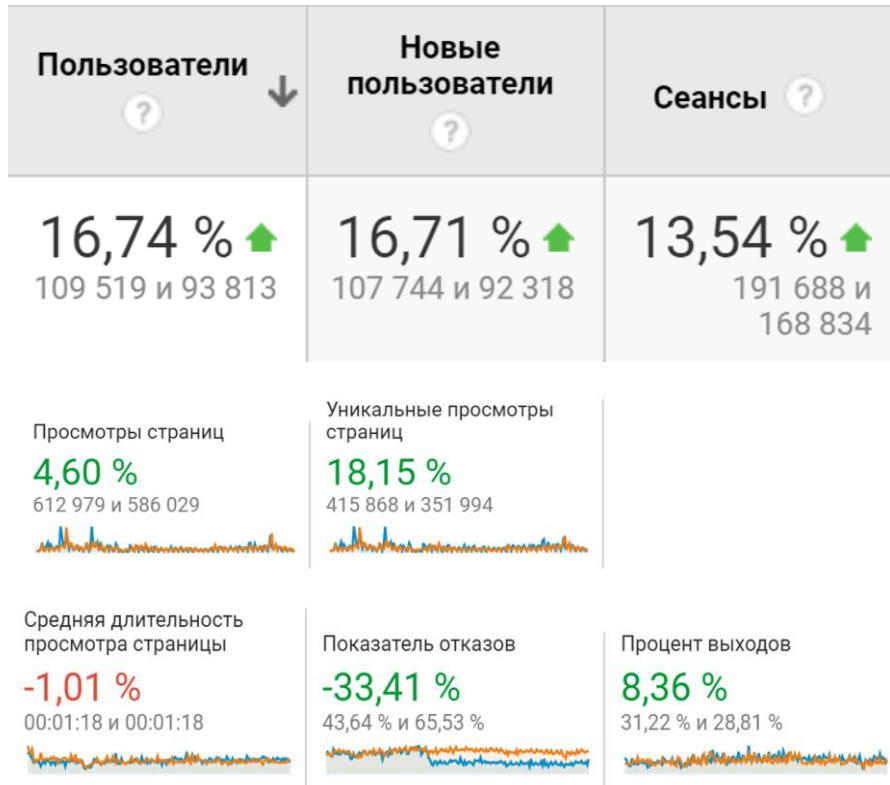 Пользователи
?
Новые
пользователи
?
Сеансы ?
16,74 %
109 519 и 93 813
16,71 %
107 744 и 92 318
13,54 %
191 688 и
168 834
Просмотры страниц
4,60 %
612 979 и 586 029
Уникальные просмотры
страниц
18,15 %
415 868 и 351 994
Средняя длительность
просмотра страницы
-1,01 %
00:01:18 и 00:01:18
Показатель отказов
-33,41 %
43,64 % и 65,53 %
Процент выходов
8,36 %
31,22 % и 28,81 %